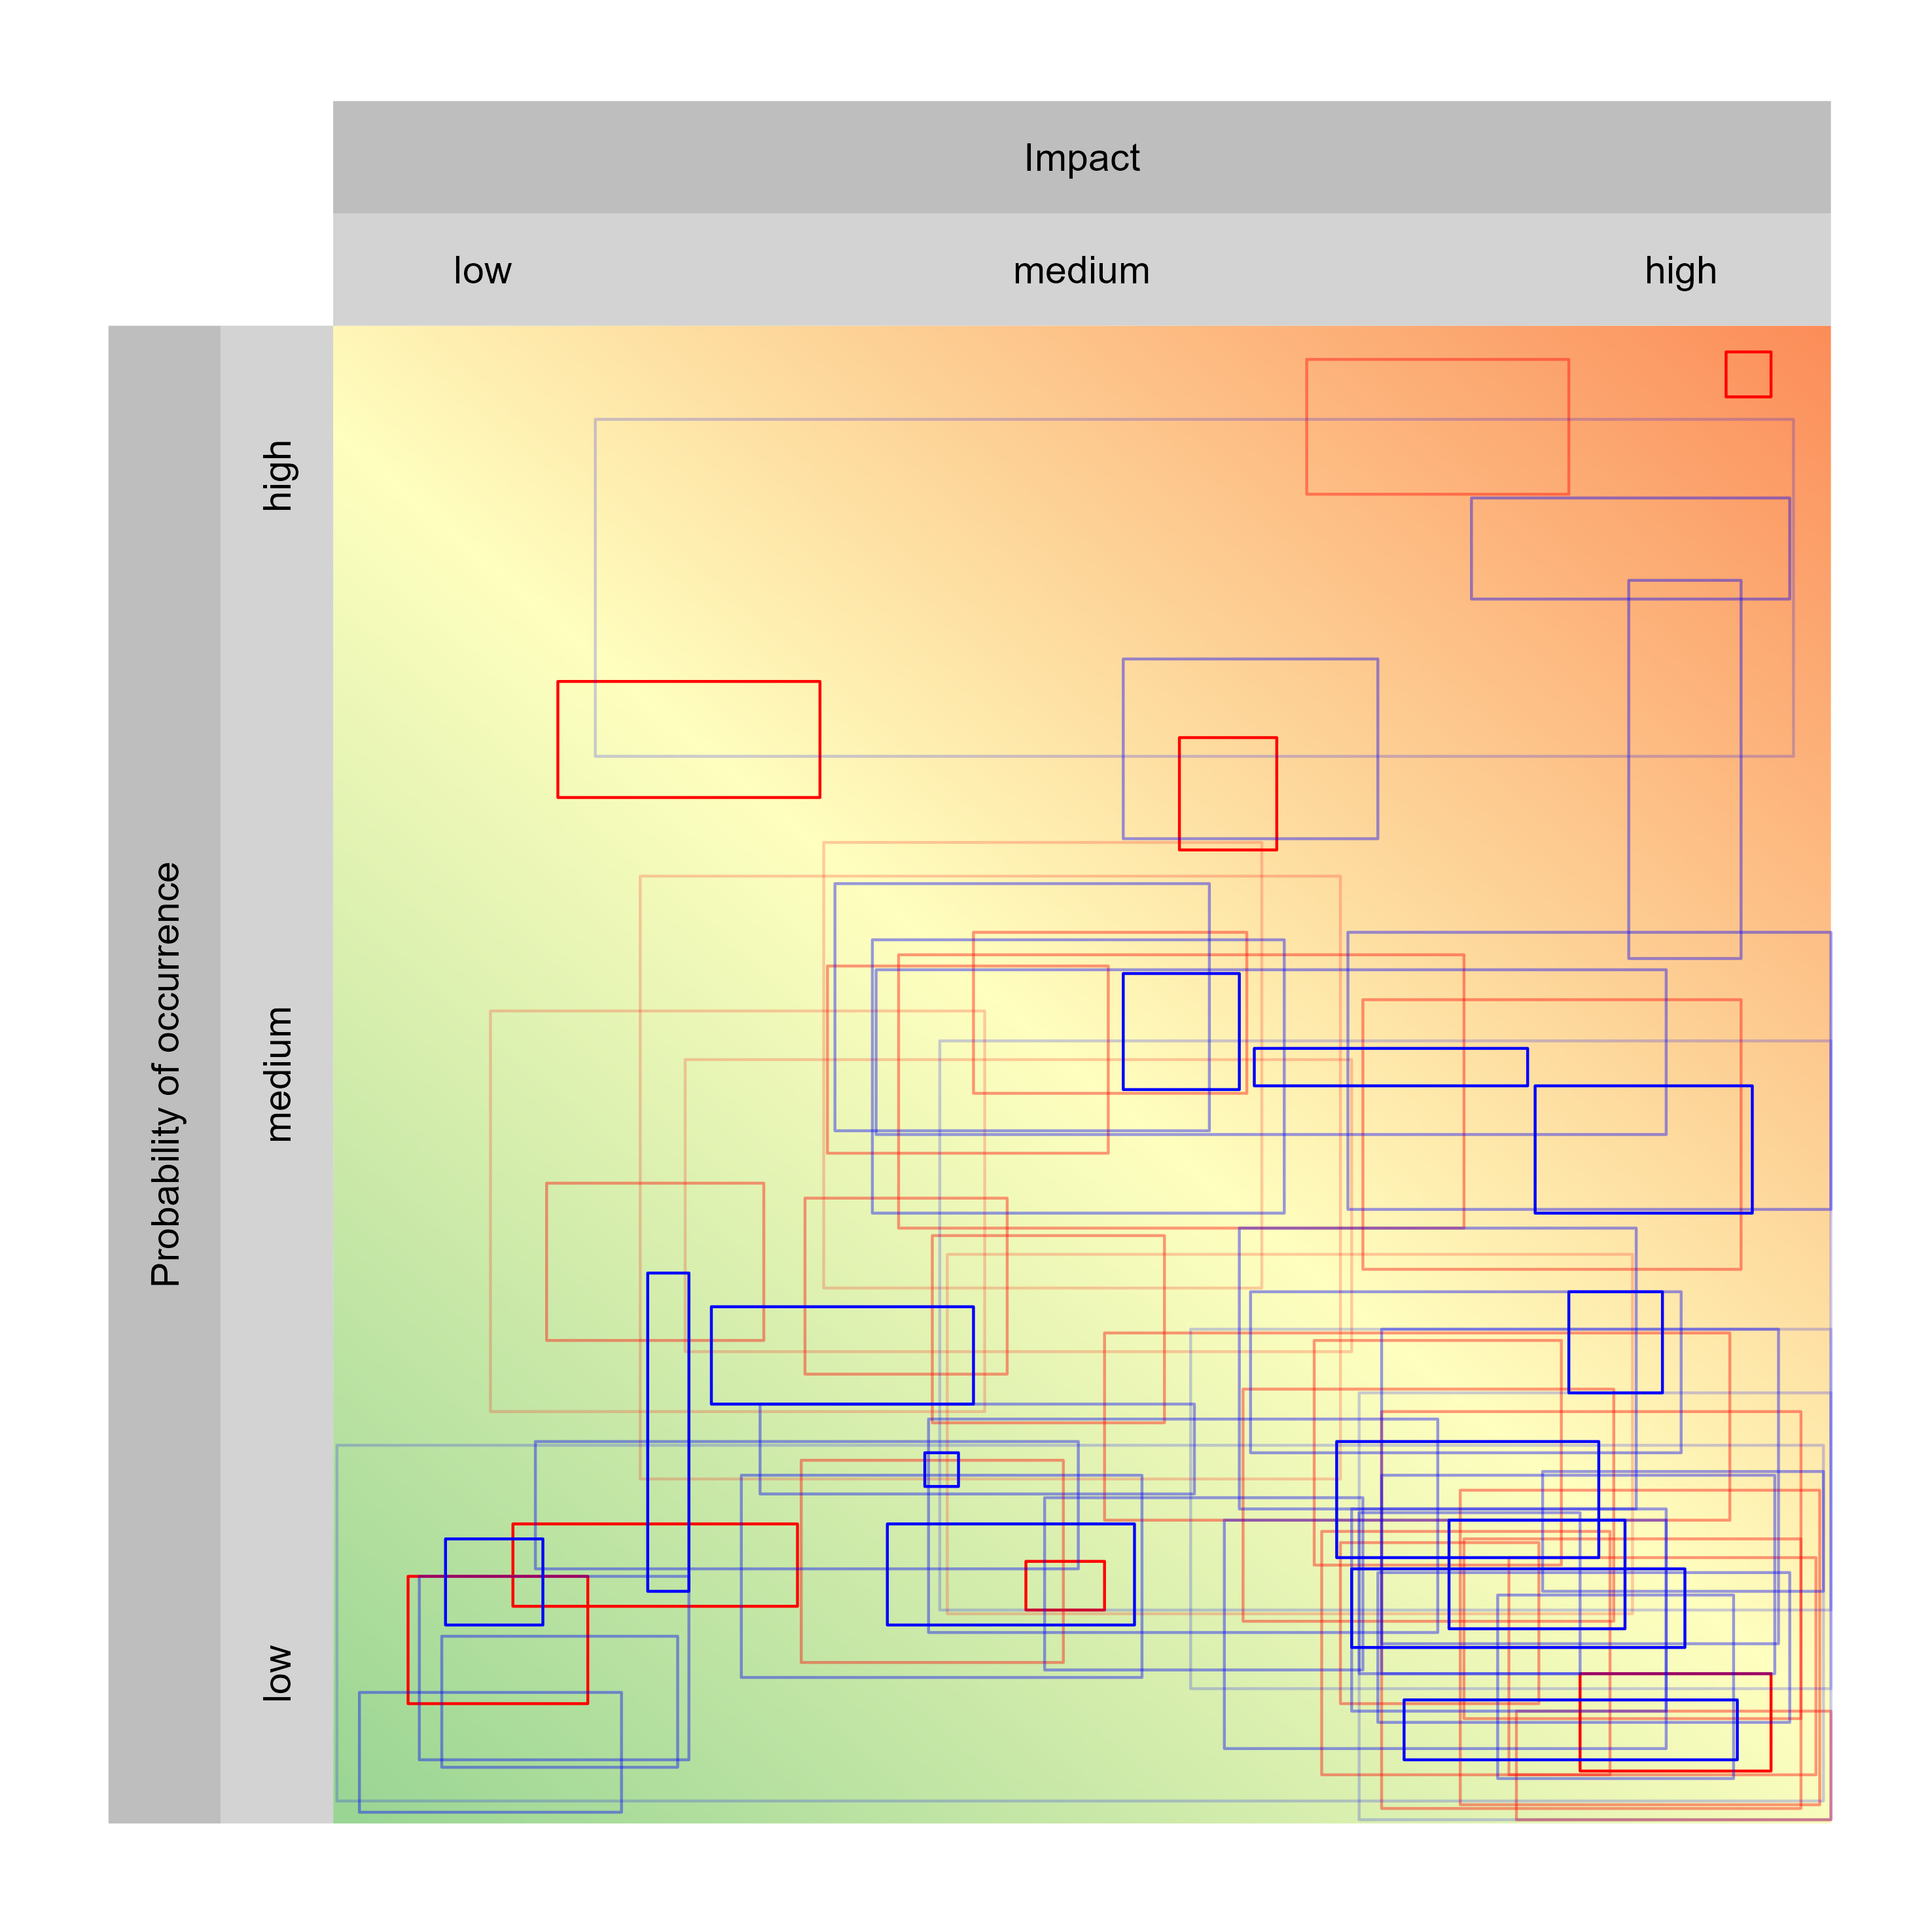 Impact
low
medium
high
Probability of occurrence
high
medium
low